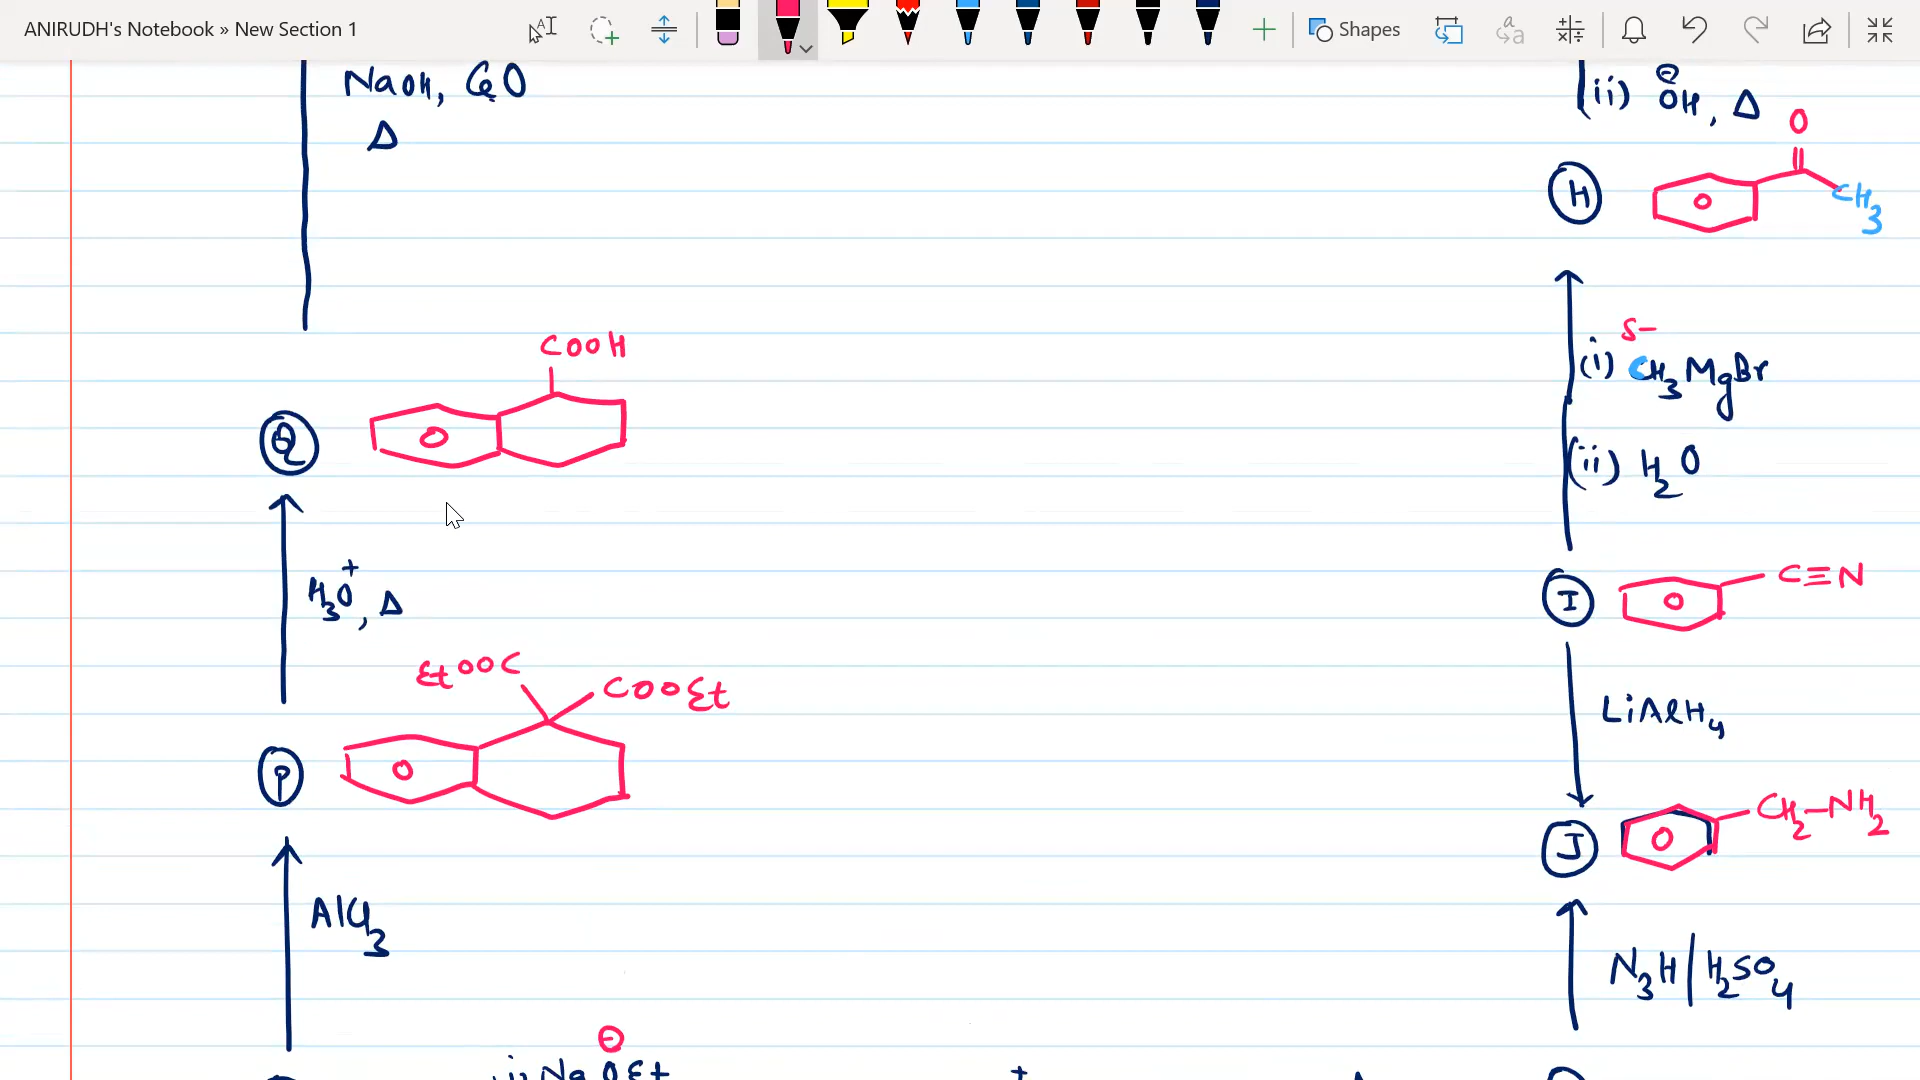 ANIRUDH's Notebook » New Section 1
Shapes
NaOH, CaO
Δ
(ii) OH, Δ
⊖
O
H
CH3
COOH
Q
δ-
(i) CH3MgBr
(ii) H2O
H3O+, Δ
I
C≡N
EtOOC
COOEt
P
LiAlH4
J
CH2-NH2
AlCl3
N3H | H2SO4
⊖
OEt